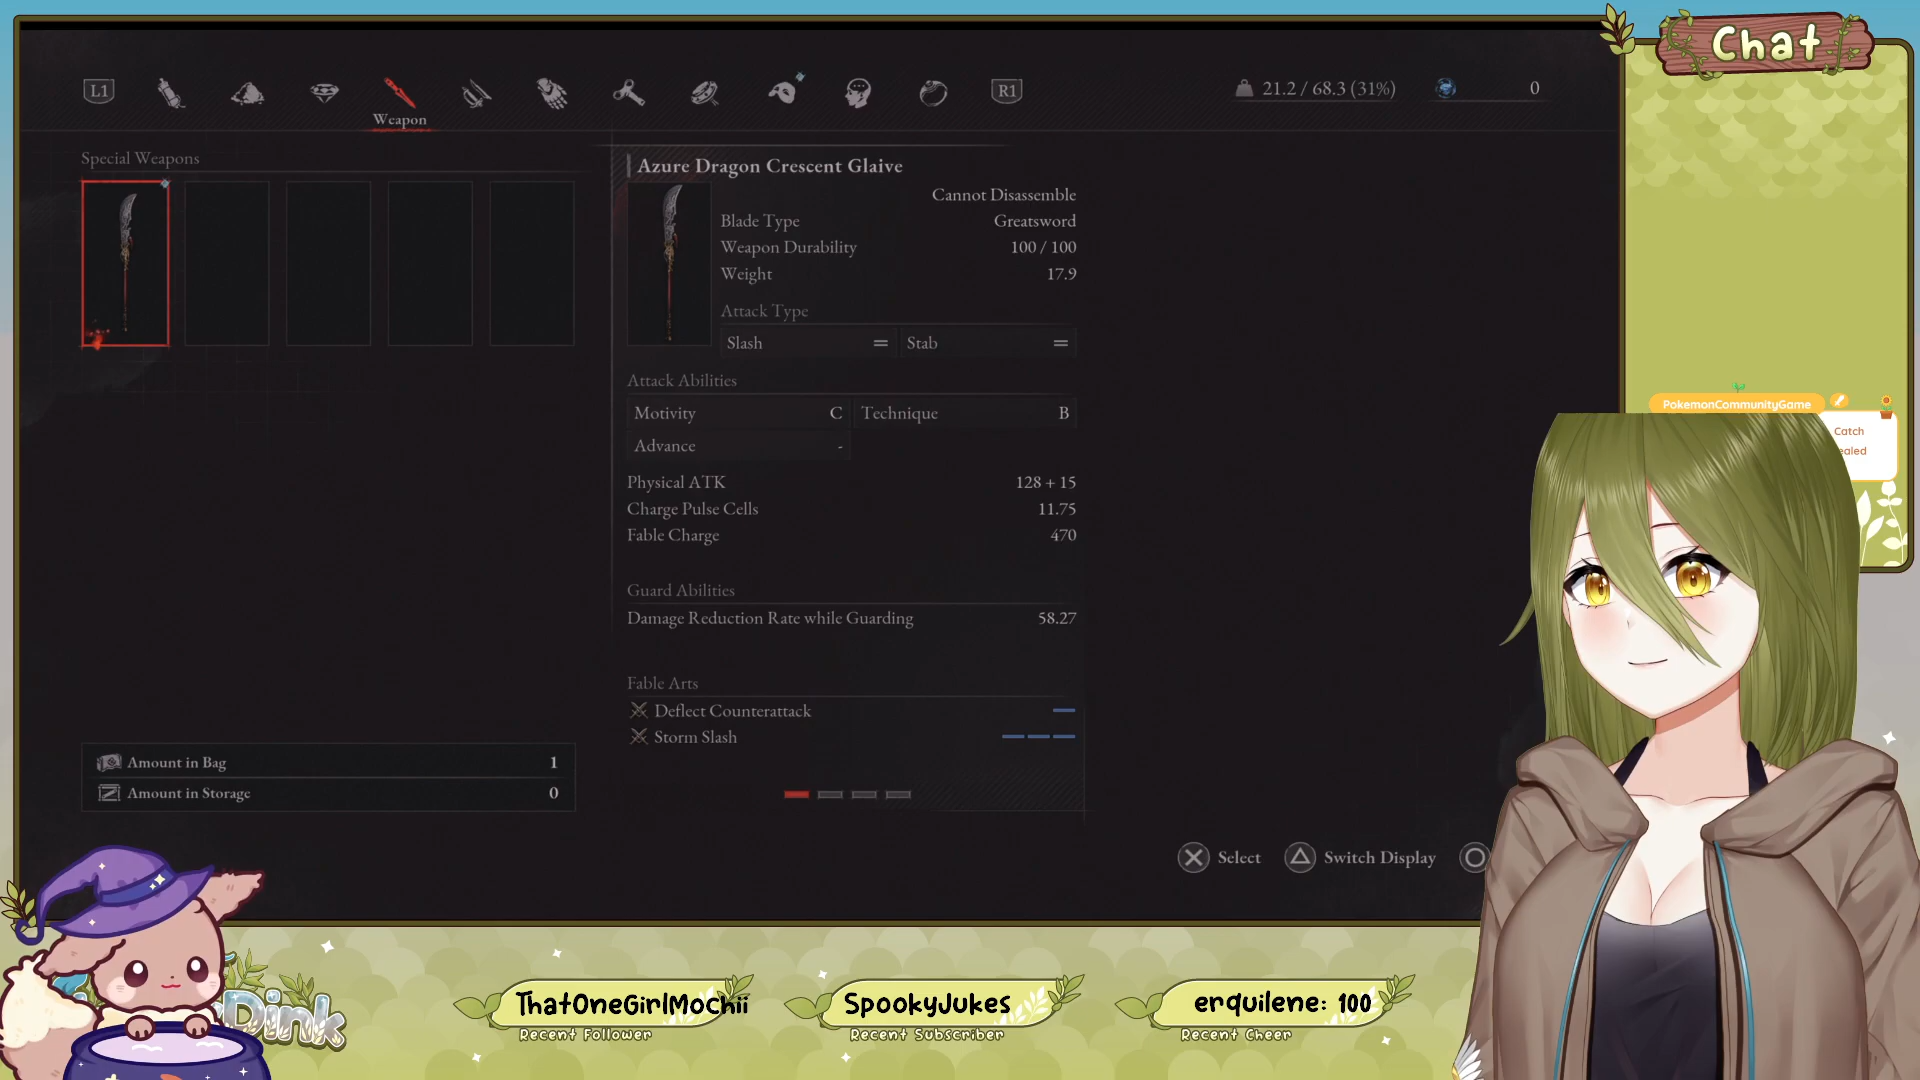 Chat
L1
R1
21.2 / 68.3 (31%)
0
Weapon
Special Weapons
Azure Dragon Crescent Glaive
Cannot Disassemble
Blade Type Greatsword
Weapon Durability 100 / 100
Weight 17.9
Attack Type
Slash = Stab =
Attack Abilities
Motivity C Technique B
Advance -
Physical ATK 128 + 15
Charge Pulse Cells 11.75
Fable Charge 470
Guard Abilities
Damage Reduction Rate while Guarding 58.27
Fable Arts
Deflect Counterattack
Storm Slash
Amount in Bag 1
Amount in Storage 0
Select Switch Display
PokemonCommunityGame
Catch
Dink
ThatOneGirlMochii
Recent Follower
SpookyJukes
Recent Subscriber
erquilene: 100
Recent Cheer